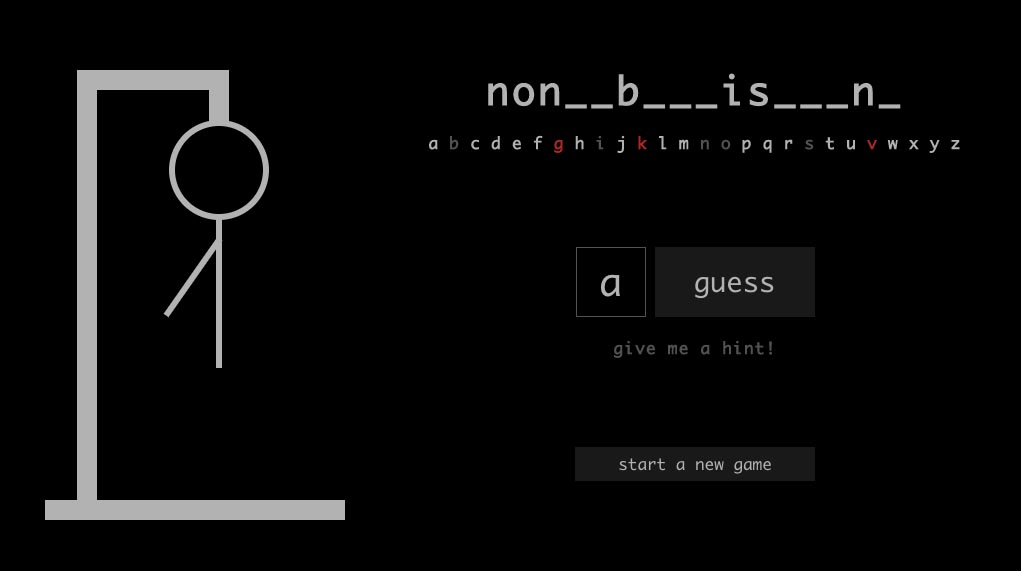 non__b___is___n_
a b c d e f g h i j k l m n o p q r s t u v w x y z
a guess
give me a hint!
start a new game